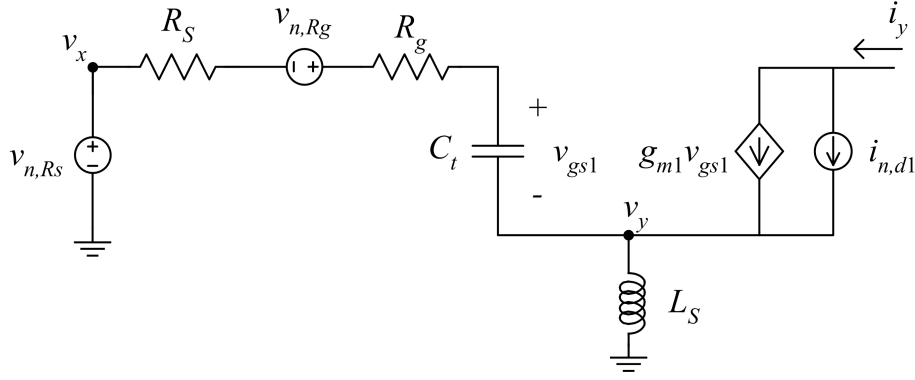 R_S
v_{n,Rg}
R_g
i_y
v_x
v_{n,Rs}
+
-
+
-
C_t
+
v_{gs1}
-
g_{m1}v_{gs1}
i_{n,d1}
v_y
L_S